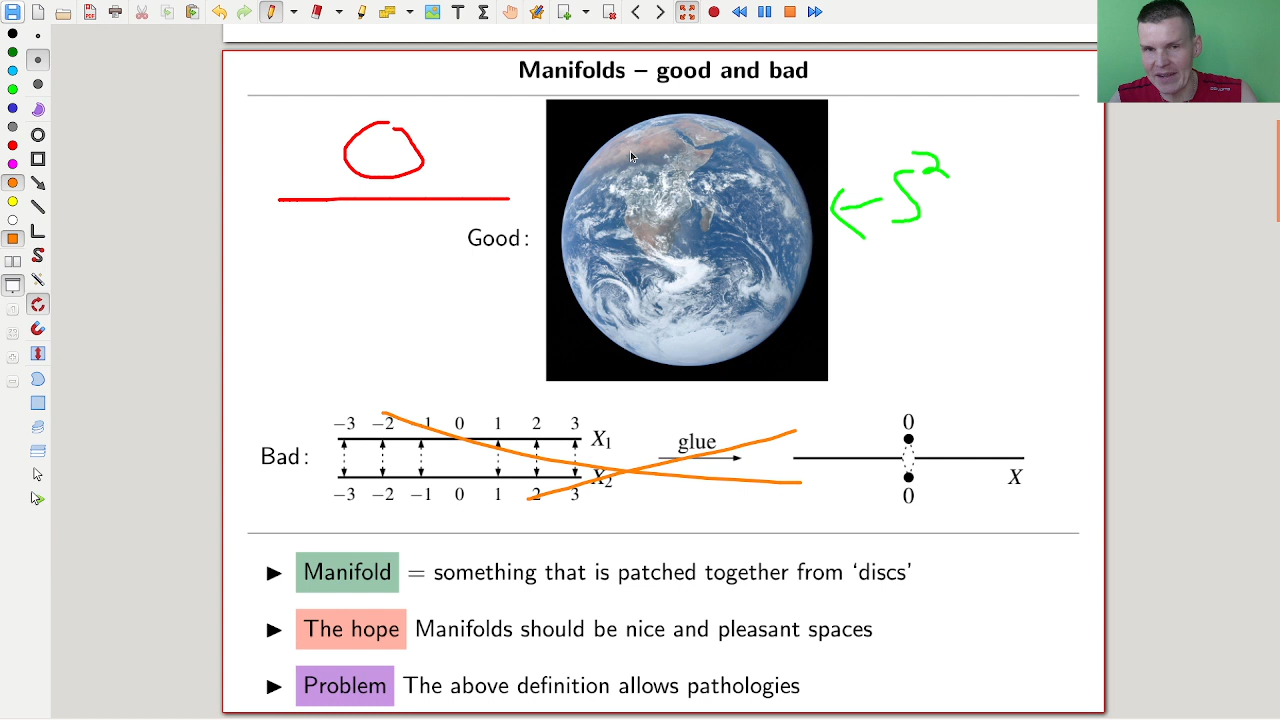 Manifolds – good and bad
← S²
Good:
−3 −2 −1 0 1 2 3 X₁
Bad:
glue
0
X₂
−3 −2 −1 0 1 2 3
0
X
▶ Manifold = something that is patched together from ‘discs’
▶ The hope Manifolds should be nice and pleasant spaces
▶ Problem The above definition allows pathologies